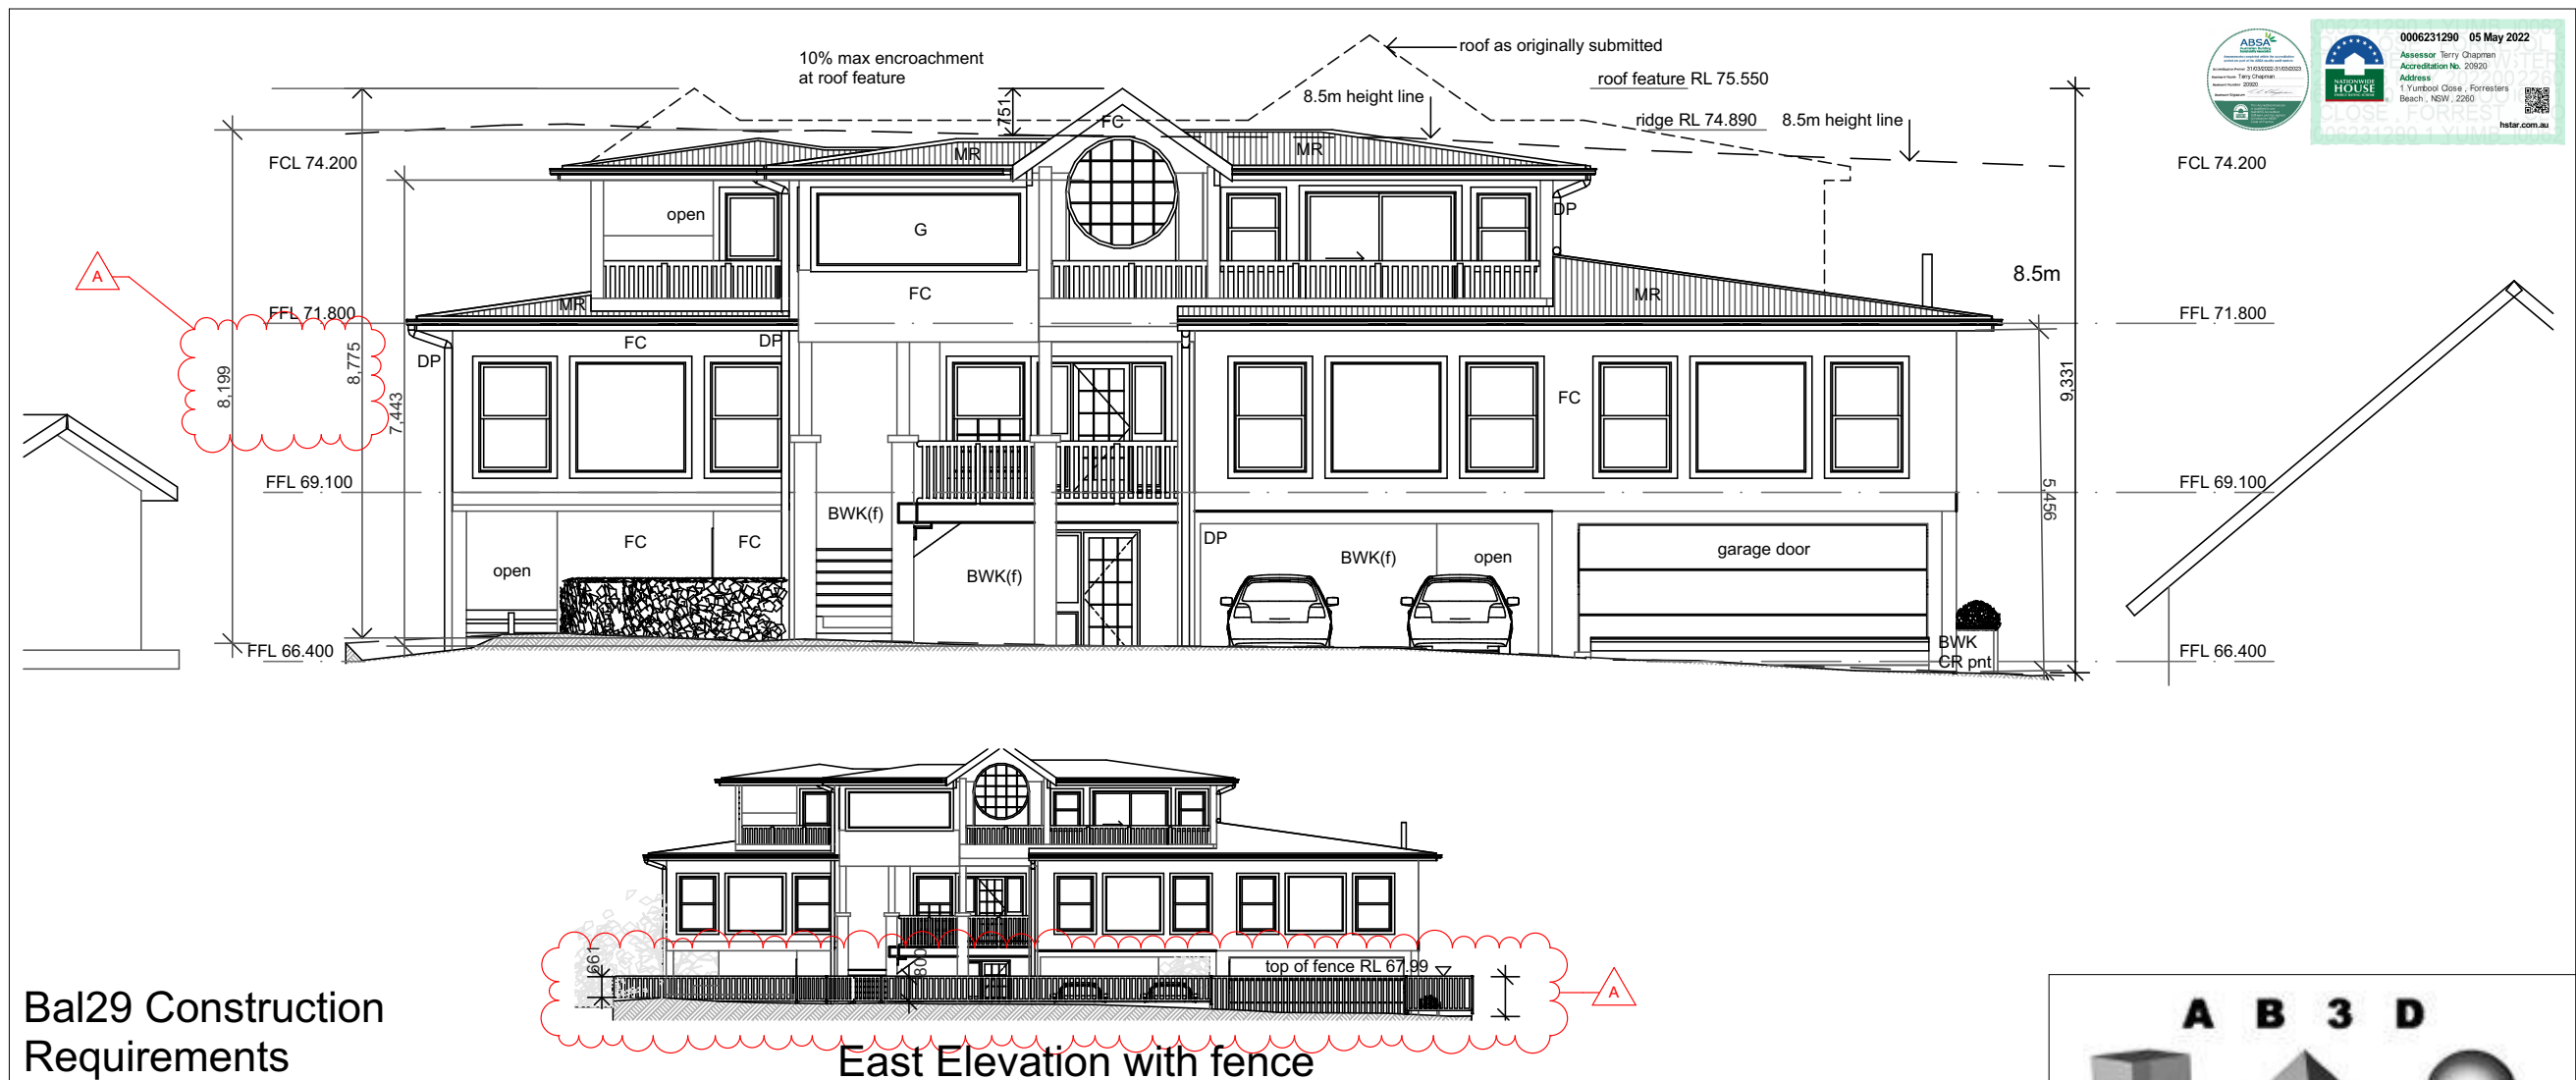 10% max encroachment
at roof feature
roof as originally submitted
roof feature RL 75.550
8.5m height line
ridge RL 74.890
8.5m height line
751
FC
FCL 74.200
FCL 74.200
MR
MR
open
G
DP
A
FC
MR
MR
8.5m
FFL 71.800
FFL 71.800
DP
FC
DP
8,199
8,775
7,443
FC
9,331
FFL 69.100
FFL 69.100
5,456
BWK(f)
FC
FC
open
BWK(f)
DP
BWK(f)
open
garage door
BWK
CR pnt
FFL 66.400
FFL 66.400
ABSA
Terry Chapman
20920
NATIONWIDE
HOUSE
0006231290 05 May 2022
Assessor Terry Chapman
Accreditation No. 20920
Address
1 Yumbool Close , Forresters
Beach , NSW , 2260
hstar.com.au
661
800
top of fence RL 67.99
A
Bal29 Construction
Requirements
East Elevation with fence
A B 3 D